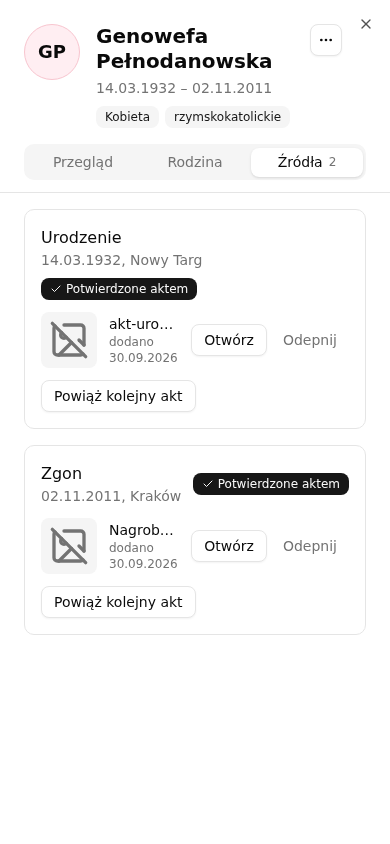 GP
Genowefa
Pełnodanowska
14.03.1932 – 02.11.2011
Kobieta
rzymskokatolickie
Przegląd
Rodzina
Źródła 2
Urodzenie
14.03.1932, Nowy Targ
Potwierdzone aktem
akt-uro…
dodano
30.09.2026
Otwórz
Odepnij
Powiąż kolejny akt
Zgon
02.11.2011, Kraków
Potwierdzone aktem
Nagrob…
dodano
30.09.2026
Otwórz
Odepnij
Powiąż kolejny akt